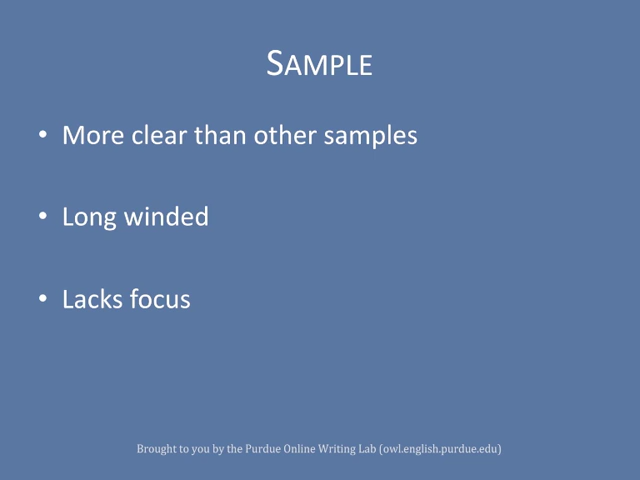 SAMPLE
• More clear than other samples
• Long winded
• Lacks focus
Brought to you by the Purdue Online Writing Lab (owl.english.purdue.edu)